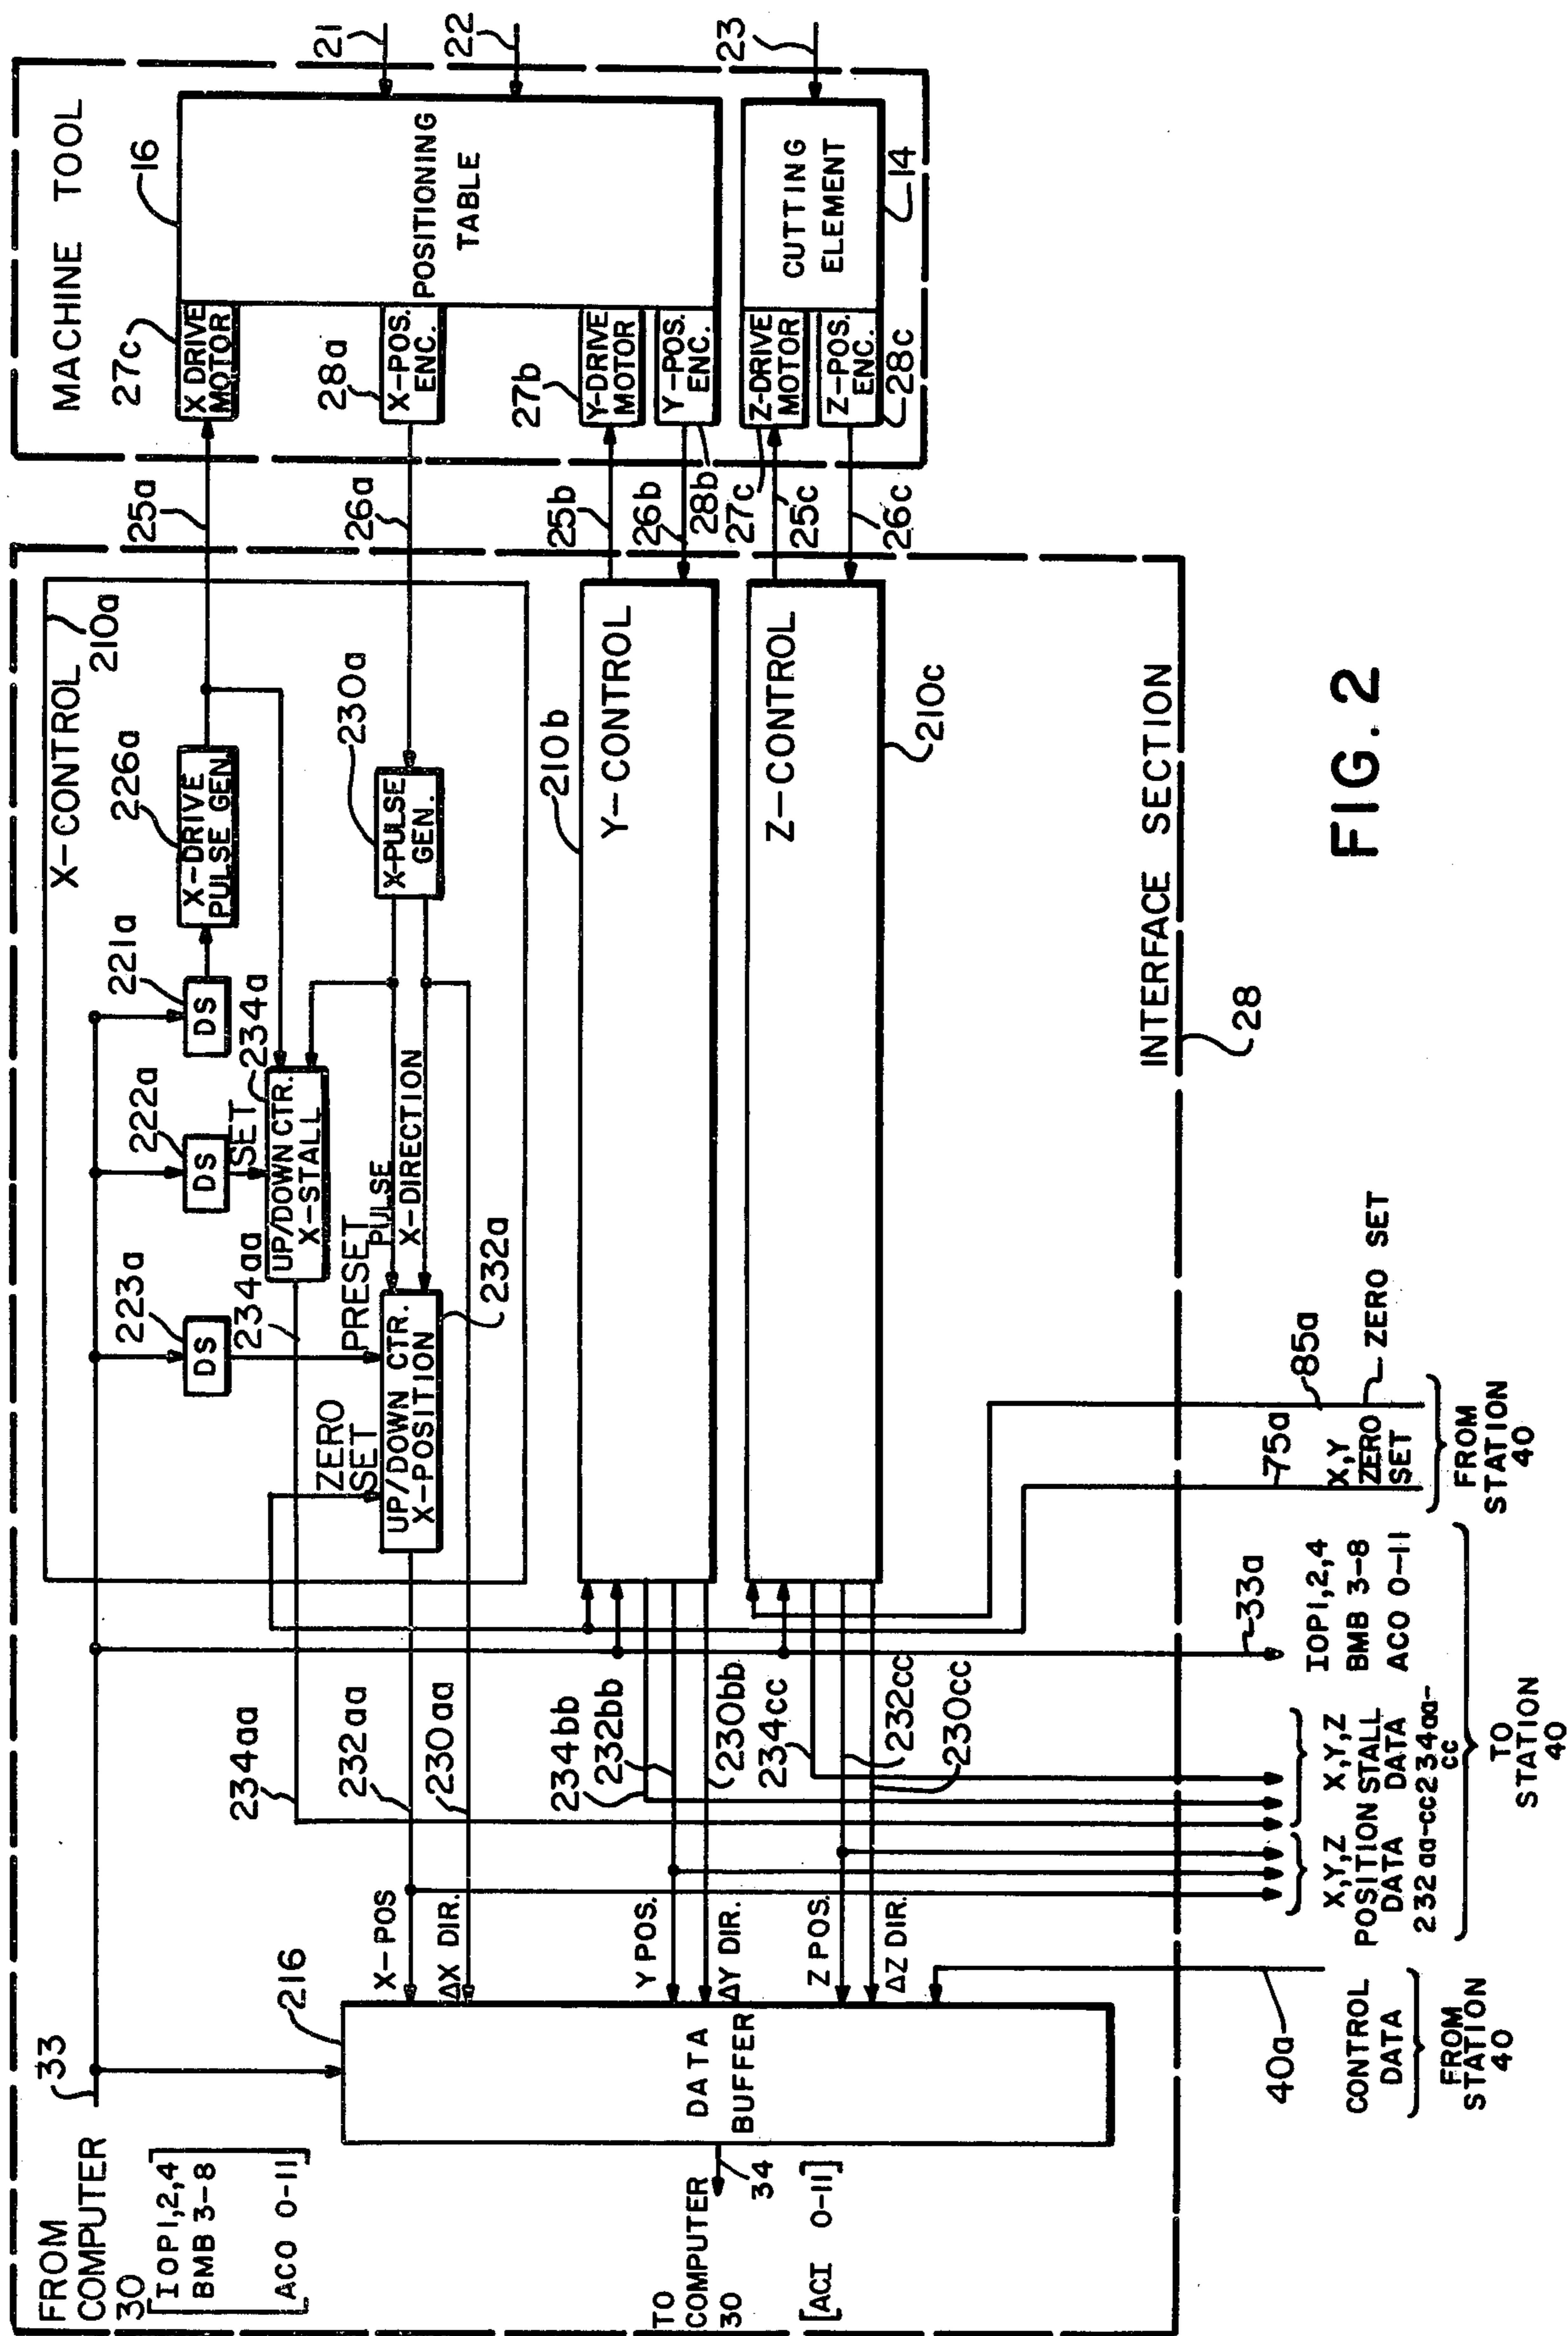 MACHINE TOOL
16
27c
X DRIVE
MOTOR
28a
X-POS.
ENC.
POSITIONING
TABLE
21
22
27b
Y-DRIVE
MOTOR
Y-POS.
ENC.
28b
23
27c
Z-DRIVE
MOTOR
Z-POS.
ENC.
28c
CUTTING
ELEMENT
14
25a
26a
25b
26b
25c
26c
X-CONTROL
210a
226a
X-DRIVE
PULSE GEN.
221a
DS
222a
DS
SET
223a
DS
234a
UP/DOWN CTR.
X-STALL
234aa
230a
X-PULSE
GEN.
PULSE
X-DIRECTION
PRESET
ZERO
SET
UP/DOWN CTR.
X-POSITION
232a
210b
Y-CONTROL
Z-CONTROL
210c
INTERFACE SECTION
28
FROM
COMPUTER
30
33
[IOP1,2,4
BMB 3-8
ACO 0-11]
216
DATA
BUFFER
TO
COMPUTER
30
34
[ACI 0-11]
X-POS
ΔX DIR.
Y POS.
ΔY DIR.
Z POS.
ΔZ DIR.
234aa
232aa
230aa
234bb
232bb
230bb
234cc
232cc
230cc
40a
CONTROL
DATA
FROM
STATION
40
X,Y,Z
POSITION
DATA
232aa-cc
X,Y,Z
STALL
DATA
234aa-
cc
33a
IOP1,2,4
BMB 3-8
ACO 0-11
TO
STATION
40
75a
X,Y
ZERO
SET
85a
ZERO SET
FROM
STATION
40
FIG. 2